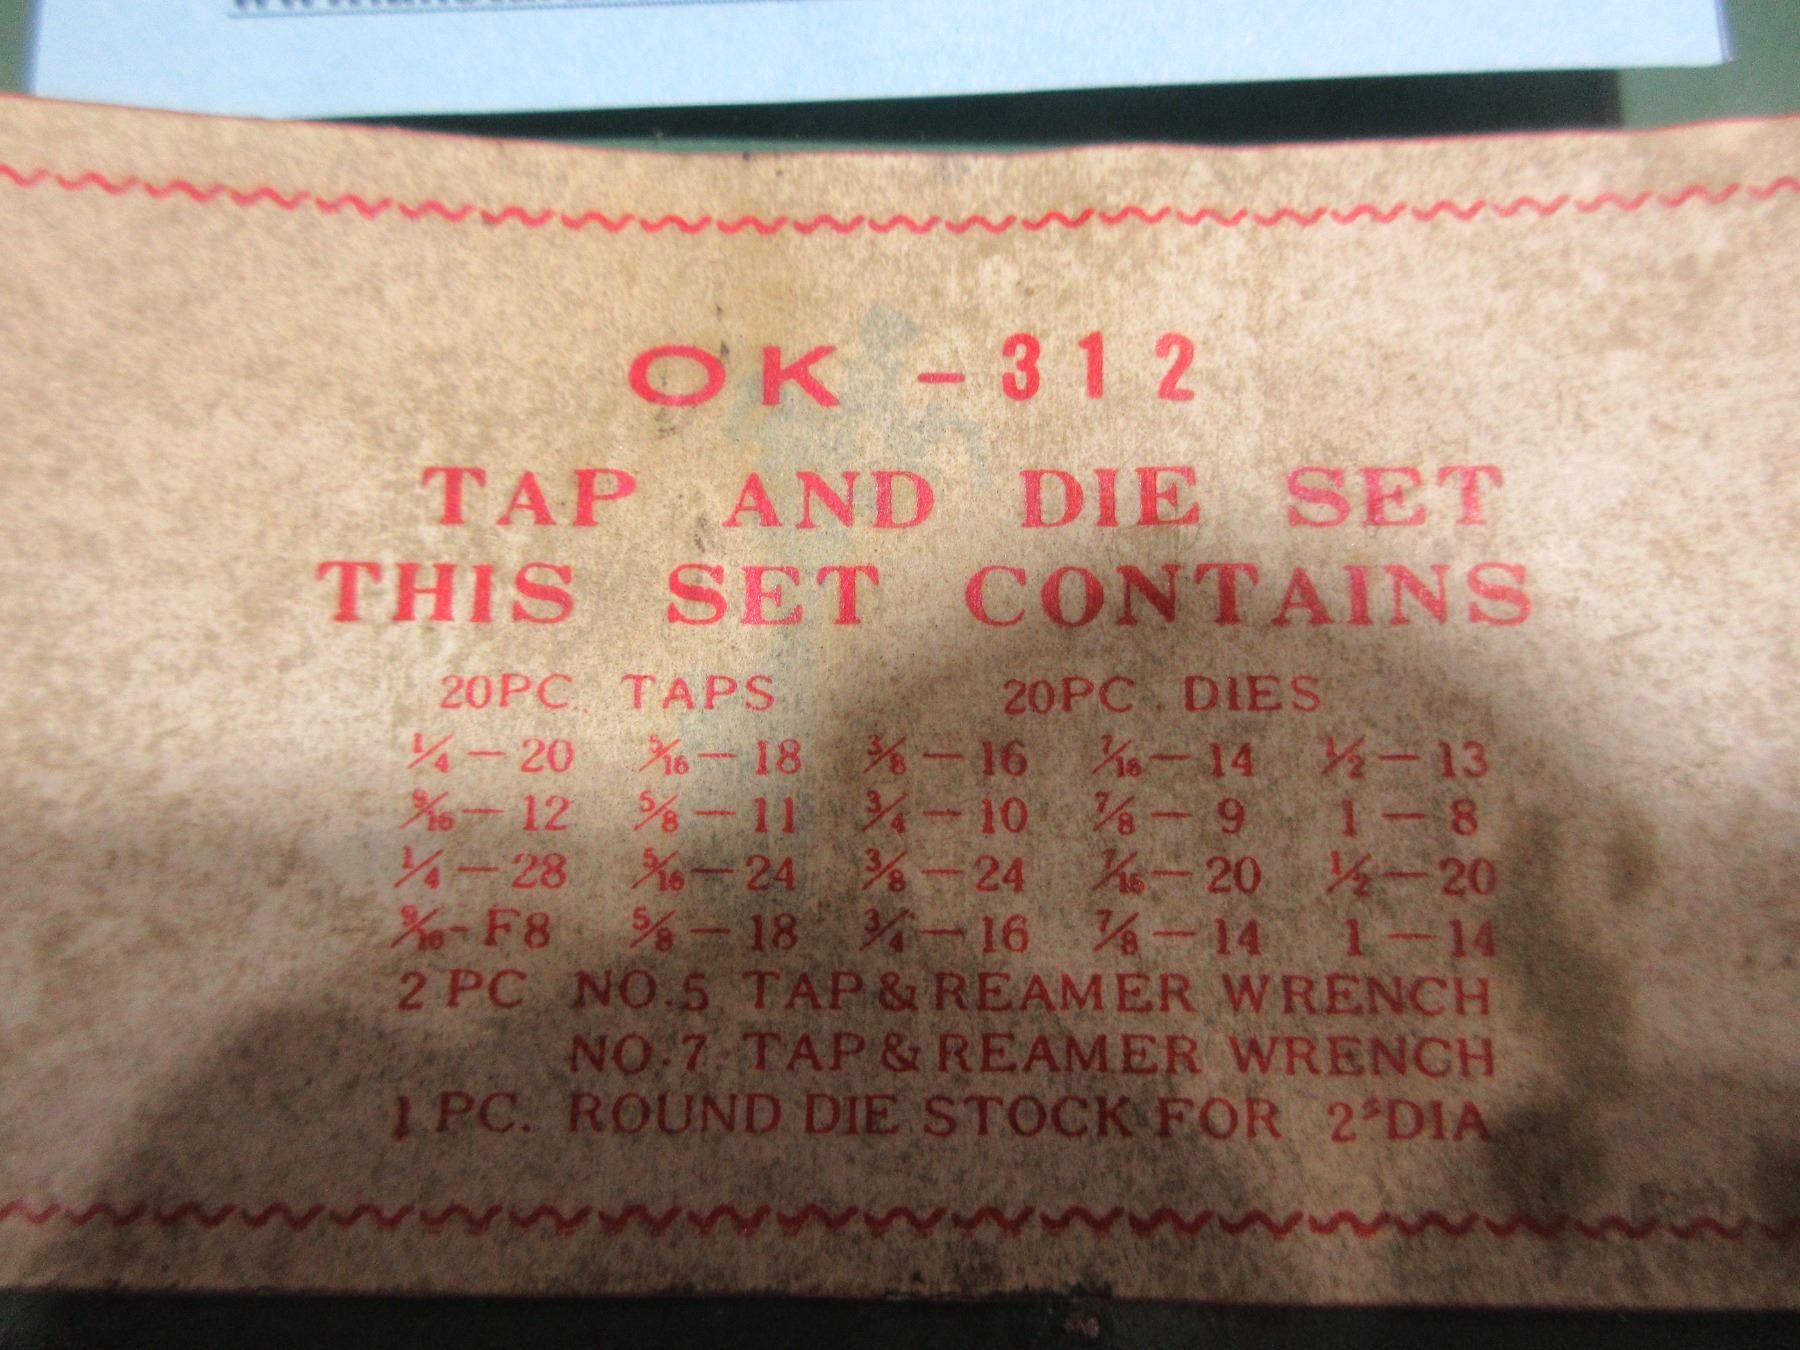 OK - 312
TAP AND DIE SET
THIS SET CONTAINS
20PC TAPS 20PC. DIES
1/4 - 20 5/16 - 18 3/8 - 16 7/16 - 14 1/2 - 13
9/16 - 12 5/8 - 11 3/4 - 10 7/8 - 9 1 - 8
1/4 - 28 5/16 - 24 3/8 - 24 7/16 - 20 1/2 - 20
9/16 - F8 5/8 - 18 3/4 - 16 7/8 - 14 1 - 14
2 PC NO.5 TAP & REAMER WRENCH
NO.7. TAP & REAMER WRENCH
1 PC. ROUND DIE STOCK FOR 2" DIA